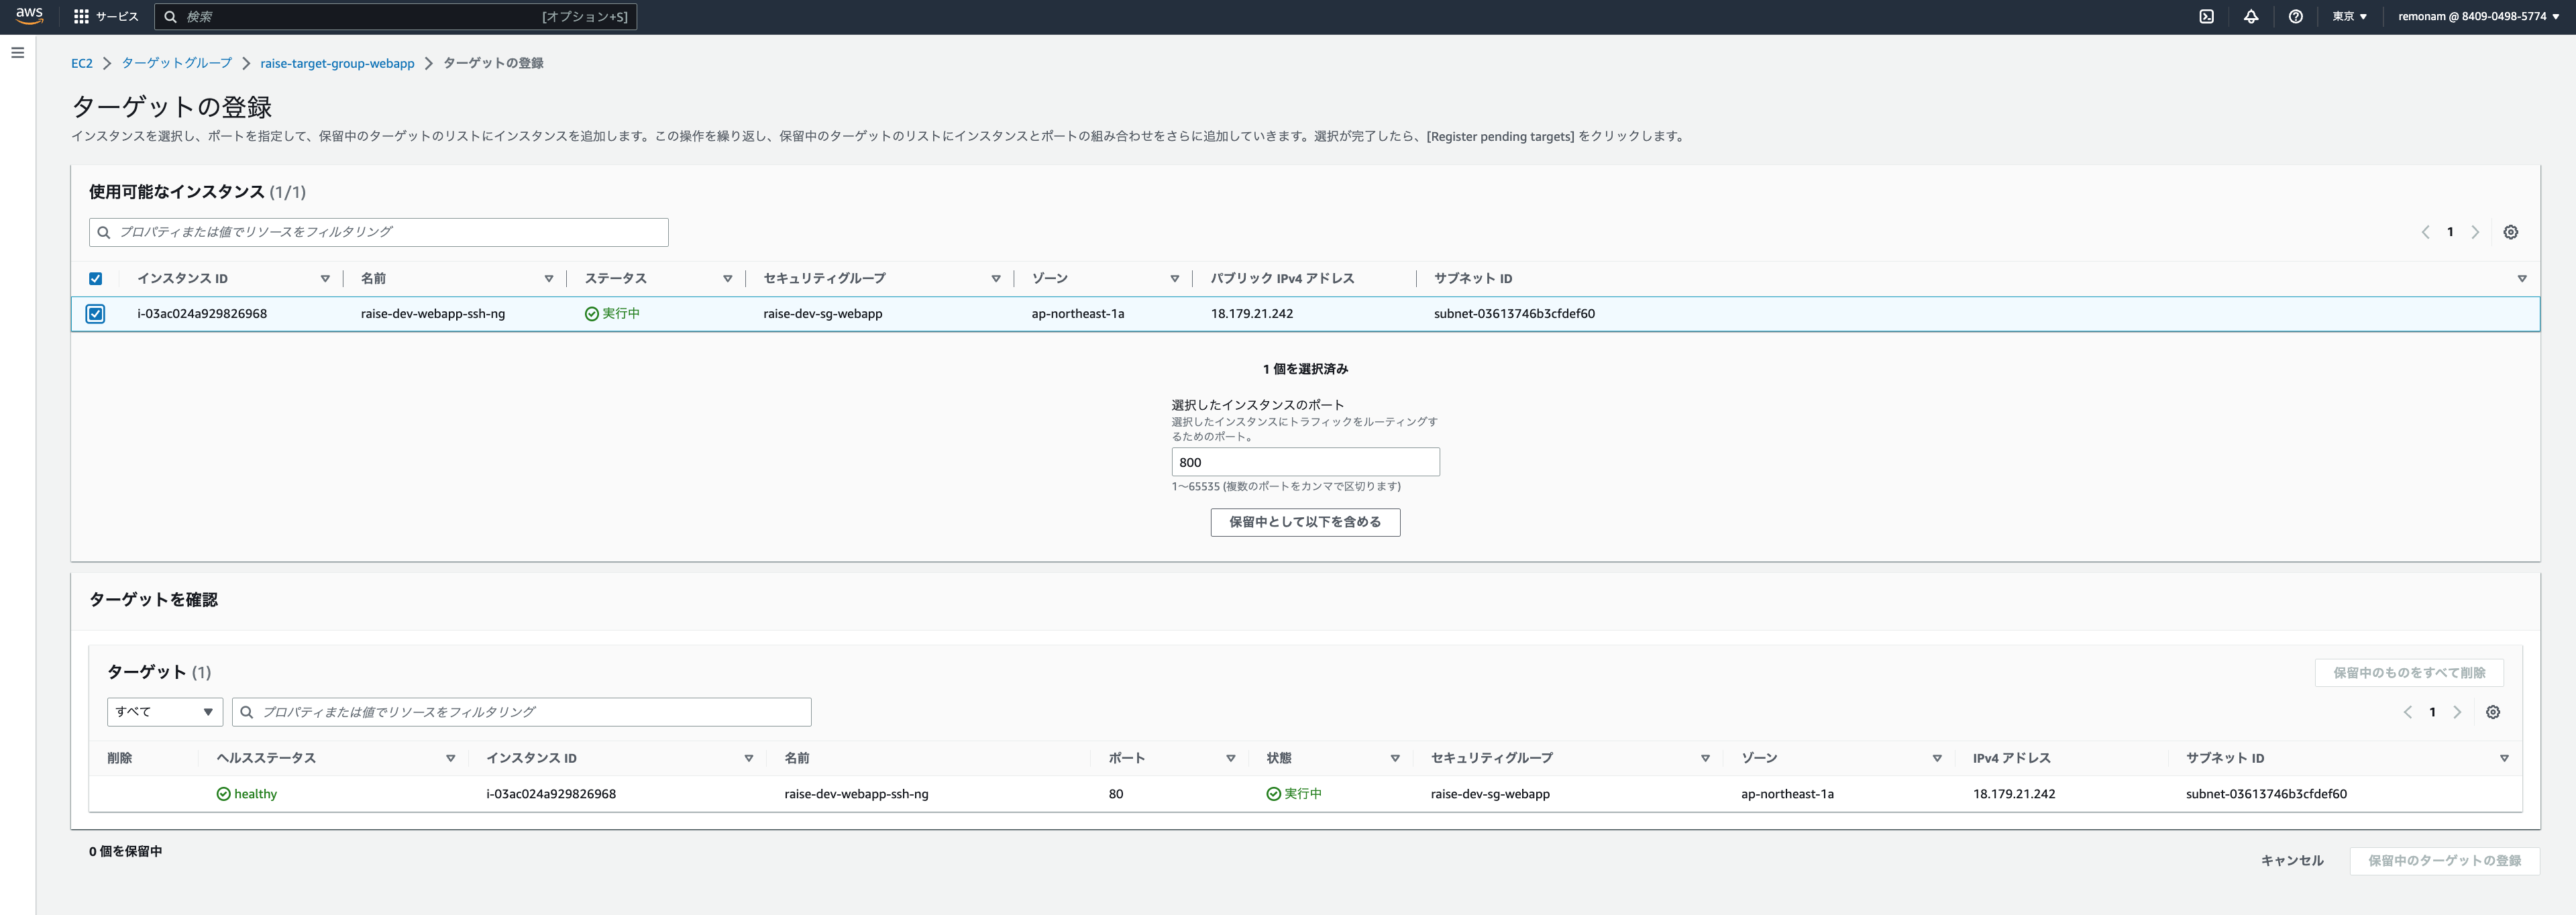 aws
サービス
検索
[オプション+S]
東京 ▼
remonam @ 8409-0498-5774 ▼
EC2 > ターゲットグループ > raise-target-group-webapp > ターゲットの登録
ターゲットの登録
インスタンスを選択し、ポートを指定して、保留中のターゲットのリストにインスタンスを追加します。この操作を繰り返し、保留中のターゲットのリストにインスタンスとポートの組み合わせをさらに追加していきます。選択が完了したら、[Register pending targets] をクリックします。
使用可能なインスタンス (1/1)
プロパティまたは値でリソースをフィルタリング
1
インスタンス ID 名前 ステータス セキュリティグループ ゾーン パブリック IPv4 アドレス サブネット ID
i-03ac024a929826968 raise-dev-webapp-ssh-ng 実行中 raise-dev-sg-webapp ap-northeast-1a 18.179.21.242 subnet-03613746b3cfdef60
1 個を選択済み
選択したインスタンスのポート
選択したインスタンスにトラフィックをルーティングす
るためのポート。
800
1〜65535 (複数のポートをカンマで区切ります)
保留中として以下を含める
ターゲットを確認
ターゲット (1)
保留中のものをすべて削除
すべて
プロパティまたは値でリソースをフィルタリング
1
削除 ヘルスステータス インスタンス ID 名前 ポート 状態 セキュリティグループ ゾーン IPv4 アドレス サブネット ID
healthy i-03ac024a929826968 raise-dev-webapp-ssh-ng 80 実行中 raise-dev-sg-webapp ap-northeast-1a 18.179.21.242 subnet-03613746b3cfdef60
0 個を保留中
キャンセル
保留中のターゲットの登録